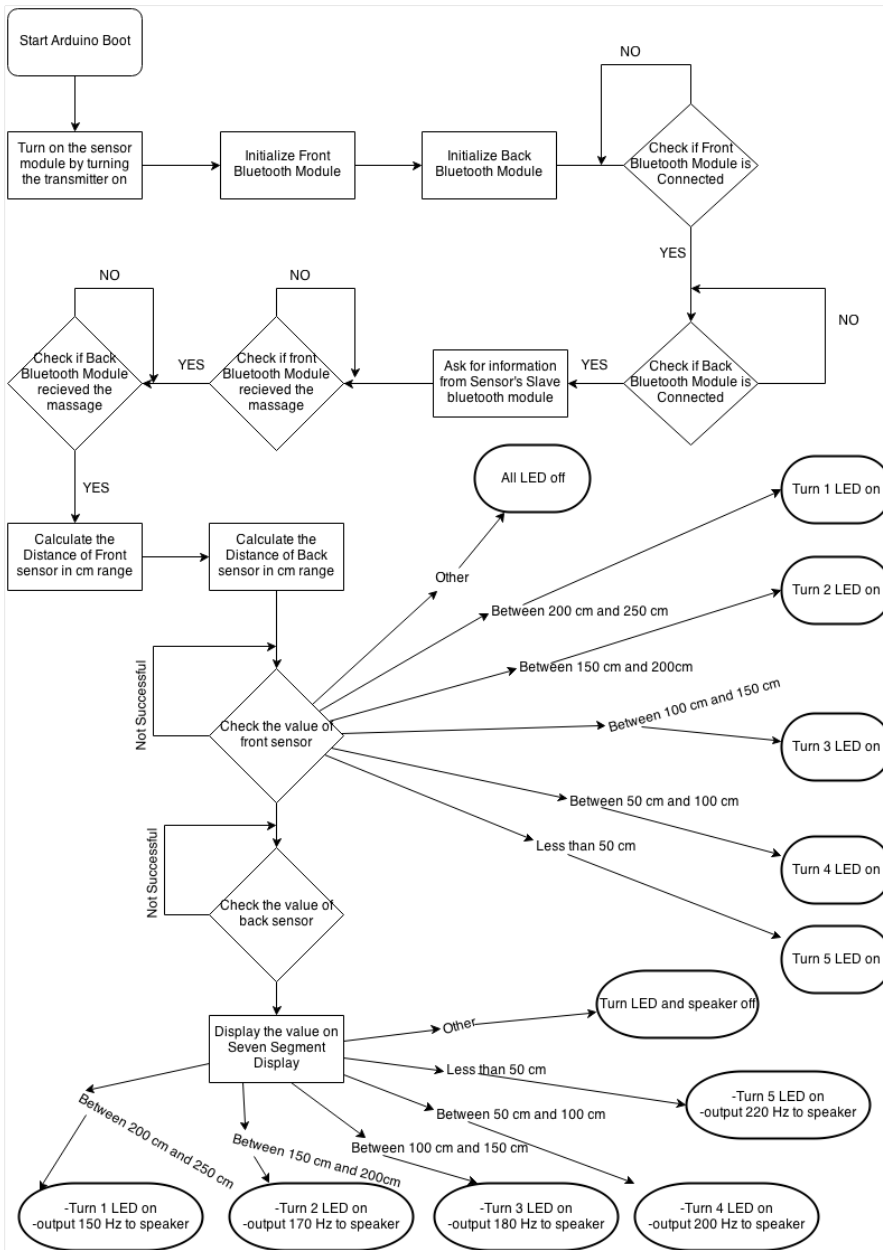 Start Arduino Boot
NO
Turn on the sensor
module by turning
the transmitter on
Initialize Front
Bluetooth Module
Initialize Back
Bluetooth Module
Check if Front
Bluetooth Module is
Connected
YES
NO
NO
NO
Check if Back
Bluetooth Module
recieved the
massage
YES
Check if front
Bluetooth Module
recieved the
massage
Ask for information
from Sensor's Slave
bluetooth module
YES
Check if Back
Bluetooth Module is
Connected
YES
All LED off
Turn 1 LED on
Calculate the
Distance of Front
sensor in cm range
Calculate the
Distance of Back
sensor in cm range
Other
Turn 2 LED on
Between 200 cm and 250 cm
Between 150 cm and 200cm
Not Successful
Check the value of
front sensor
Between 100 cm and 150 cm
Turn 3 LED on
Between 50 cm and 100 cm
Less than 50 cm
Turn 4 LED on
Not Successful
Check the value of
back sensor
Turn 5 LED on
Turn LED and speaker off
Display the value on
Seven Segment
Display
Other
Less than 50 cm
-Turn 5 LED on
-output 220 Hz to speaker
Between 200 cm and 250 cm
Between 150 cm and 200cm
Between 100 cm and 150 cm
Between 50 cm and 100 cm
-Turn 1 LED on
-output 150 Hz to speaker
-Turn 2 LED on
-output 170 Hz to speaker
-Turn 3 LED on
-output 180 Hz to speaker
-Turn 4 LED on
-output 200 Hz to speaker